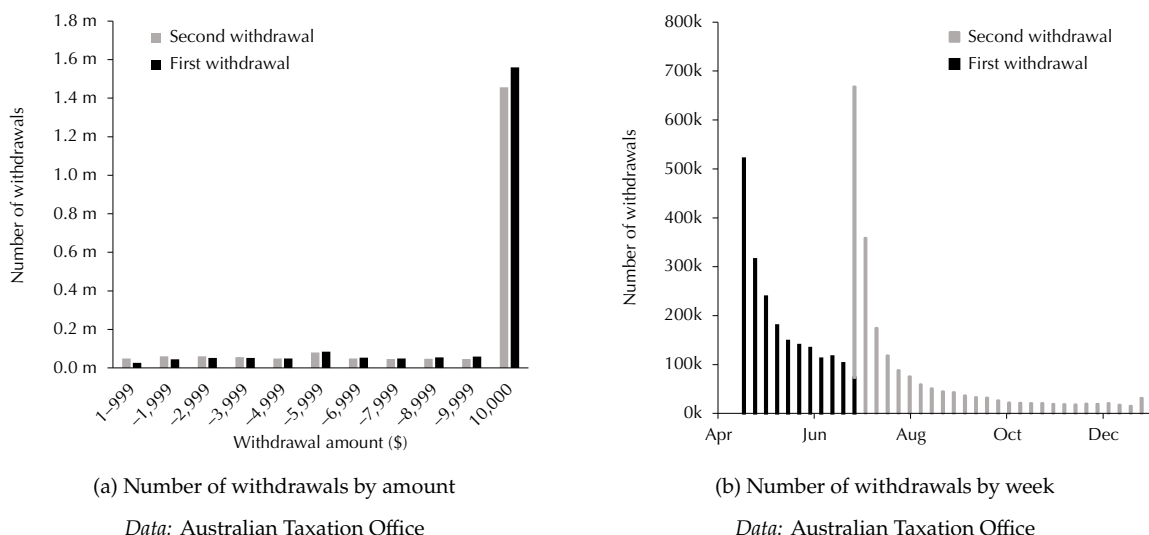 1.8 m
1.6 m
1.4 m
1.2 m
1.0 m
0.8 m
0.6 m
0.4 m
0.2 m
0.0 m
Number of withdrawals
Second withdrawal
First withdrawal
1–999
–1,999
–2,999
–3,999
–4,999
–5,999
–6,999
–7,999
–8,999
–9,999
10,000
Withdrawal amount ($)
(a) Number of withdrawals by amount
Data: Australian Taxation Office
800k
700k
600k
500k
400k
300k
200k
100k
0k
Number of withdrawals
Second withdrawal
First withdrawal
Apr Jun Aug Oct Dec
(b) Number of withdrawals by week
Data: Australian Taxation Office